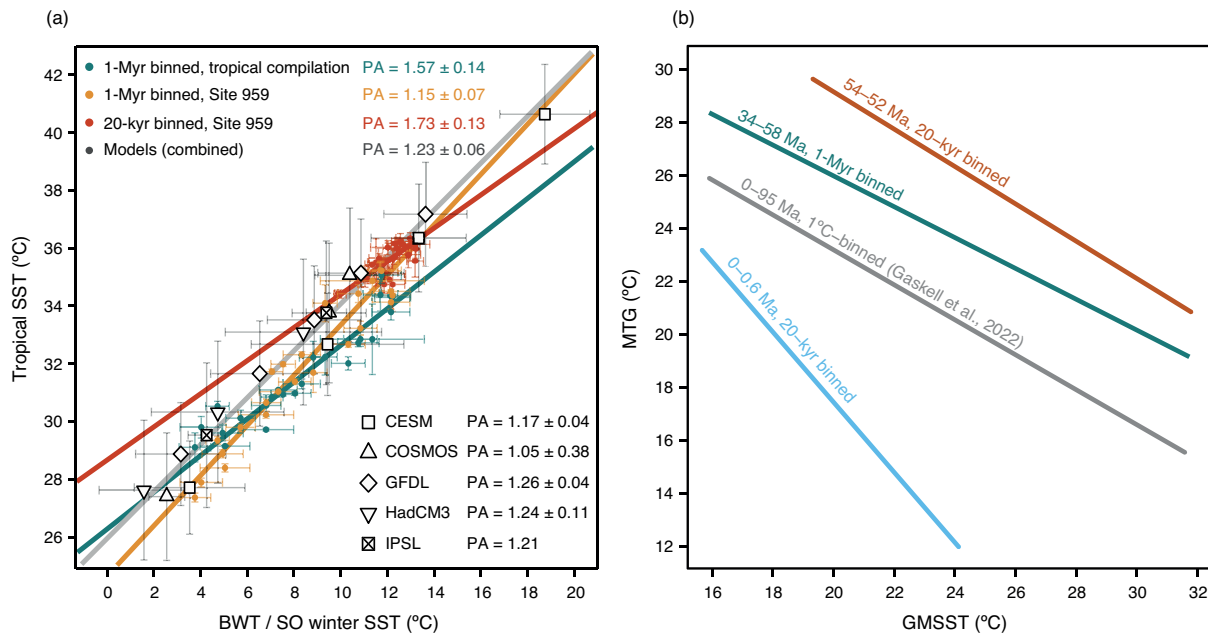 (a)
1-Myr binned, tropical compilation PA = 1.57 ± 0.14
1-Myr binned, Site 959 PA = 1.15 ± 0.07
20-kyr binned, Site 959 PA = 1.73 ± 0.13
Models (combined) PA = 1.23 ± 0.06
CESM PA = 1.17 ± 0.04
COSMOS PA = 1.05 ± 0.38
GFDL PA = 1.26 ± 0.04
HadCM3 PA = 1.24 ± 0.11
IPSL PA = 1.21
Tropical SST (ºC)
42
40
38
36
34
32
30
28
26
0 2 4 6 8 10 12 14 16 18 20
BWT / SO winter SST (ºC)
(b)
54–52 Ma, 20-kyr binned
34–58 Ma, 1-Myr binned
0–95 Ma, 1ºC-binned (Gaskell et al., 2022)
0–0.6 Ma, 20-kyr binned
MTG (ºC)
30
28
26
24
22
20
18
16
14
12
16 18 20 22 24 26 28 30 32
GMSST (ºC)